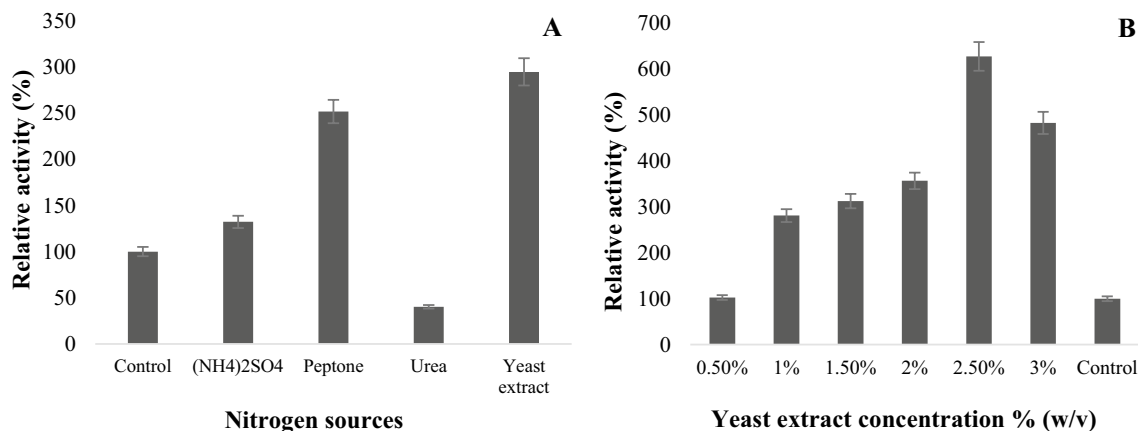 A
Relative activity (%)
350
300
250
200
150
100
50
0
Control
(NH4)2SO4
Peptone
Urea
Yeast
extract
Nitrogen sources
B
Relative activity (%)
700
600
500
400
300
200
100
0
0.50%
1%
1.50%
2%
2.50%
3%
Control
Yeast extract concentration % (w/v)